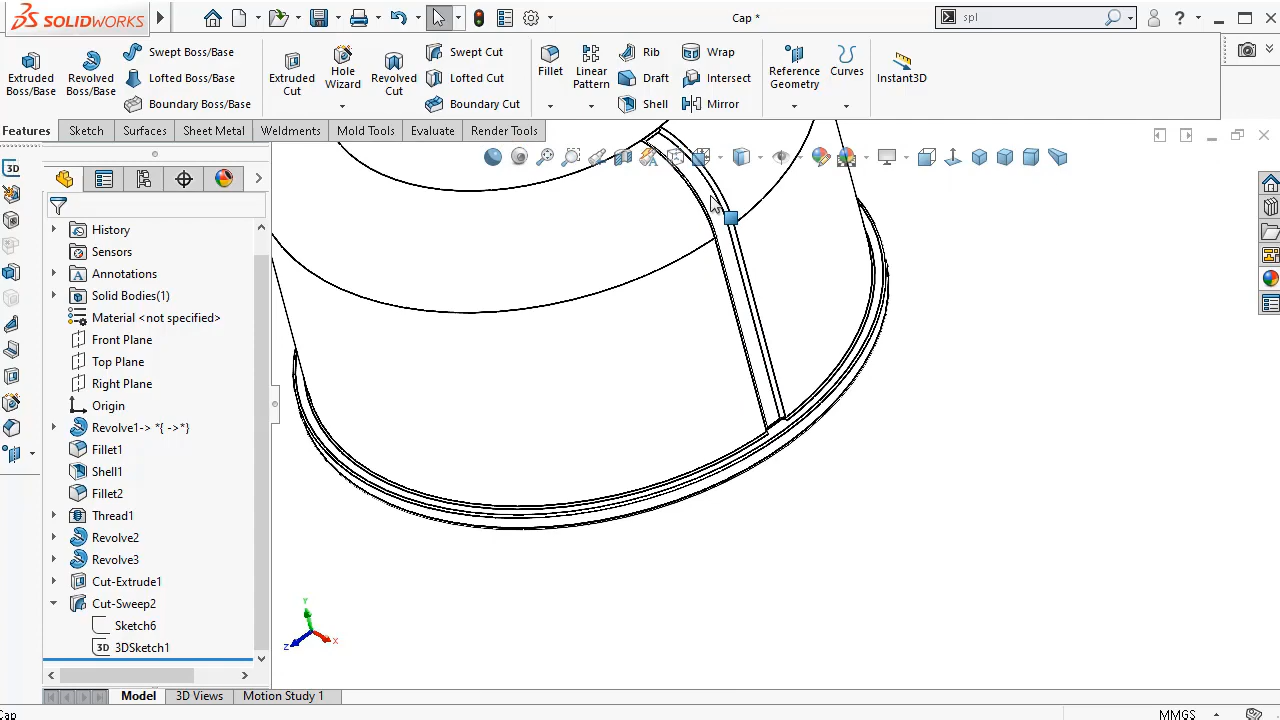 SOLIDWORKS
Cap *
spl
Extruded Boss/Base
Revolved Boss/Base
Swept Boss/Base
Lofted Boss/Base
Boundary Boss/Base
Extruded Cut
Hole Wizard
Revolved Cut
Swept Cut
Lofted Cut
Boundary Cut
Fillet
Linear Pattern
Rib
Draft
Shell
Wrap
Intersect
Mirror
Reference Geometry
Curves
Instant3D
Features
Sketch
Surfaces
Sheet Metal
Weldments
Mold Tools
Evaluate
Render Tools
3D
History
Sensors
Annotations
Solid Bodies(1)
Material <not specified>
Front Plane
Top Plane
Right Plane
Origin
Revolve1-> *{ ->*}
Fillet1
Shell1
Fillet2
Thread1
Revolve2
Revolve3
Cut-Extrude1
Cut-Sweep2
Sketch6
3D 3DSketch1
Y
X
Z
Model
3D Views
Motion Study 1
Cap
MMGS